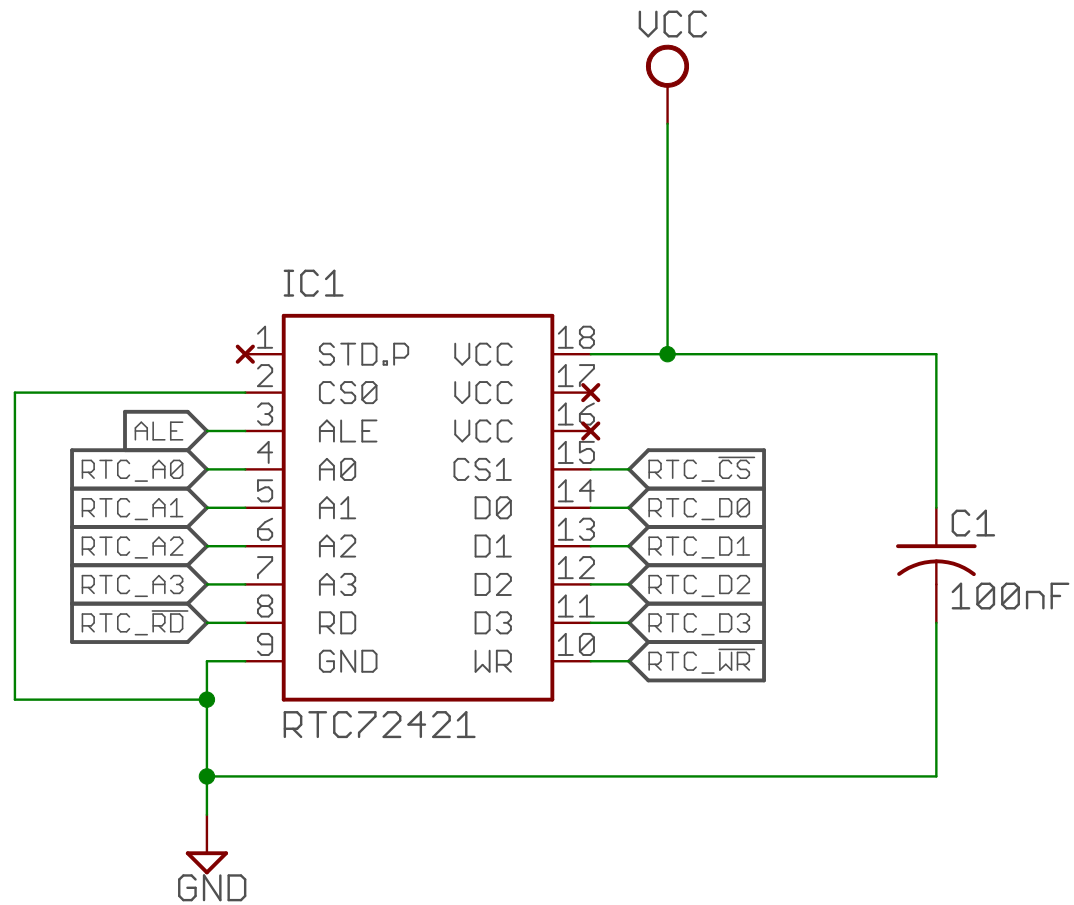 VCC
IC1
1 STD.P VCC 18
2 CS0 VCC 17
ALE 3 ALE VCC 16
RTC_A0 4 A0 CS1 15 RTC_CS
RTC_A1 5 A1 D0 14 RTC_D0
RTC_A2 6 A2 D1 13 RTC_D1
RTC_A3 7 A3 D2 12 RTC_D2
RTC_RD 8 RD D3 11 RTC_D3
9 GND WR 10 RTC_WR
C1
100nF
RTC72421
GND